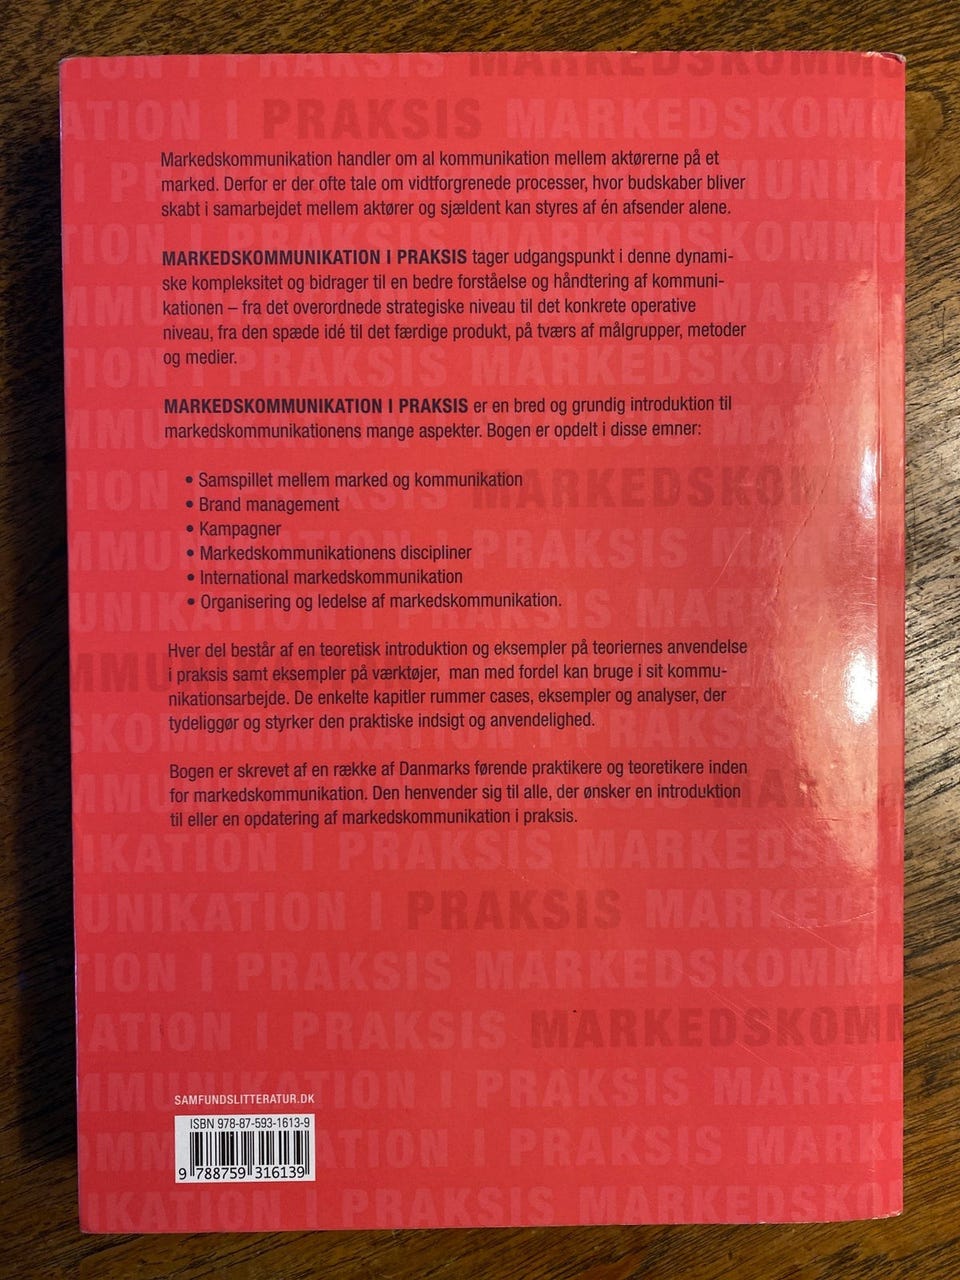 Markedskommunikation handler om al kommunikation mellem aktørerne på et
marked. Derfor er der ofte tale om vidtforgrenede processer, hvor budskaber bliver
skabt i samarbejdet mellem aktører og sjældent kan styres af én afsender alene.
MARKEDSKOMMUNIKATION I PRAKSIS tager udgangspunkt i denne dynami-
ske kompleksitet og bidrager til en bedre forståelse og håndtering af kommuni-
kationen – fra det overordnede strategiske niveau til det konkrete operative
niveau, fra den spæde idé til det færdige produkt, på tværs af målgrupper, metoder
og medier.
MARKEDSKOMMUNIKATION I PRAKSIS er en bred og grundig introduktion til
markedskommunikationens mange aspekter. Bogen er opdelt i disse emner:
• Samspillet mellem marked og kommunikation
• Brand management
• Kampagner
• Markedskommunikationens discipliner
• International markedskommunikation
• Organisering og ledelse af markedskommunikation.
Hver del består af en teoretisk introduktion og eksempler på teoriernes anvendelse
i praksis samt eksempler på værktøjer, man med fordel kan bruge i sit kommu-
nikationsarbejde. De enkelte kapitler rummer cases, eksempler og analyser, der
tydeliggør og styrker den praktiske indsigt og anvendelighed.
Bogen er skrevet af en række af Danmarks førende praktikere og teoretikere inden
for markedskommunikation. Den henvender sig til alle, der ønsker en introduktion
til eller en opdatering af markedskommunikation i praksis.
SAMFUNDSLITTERATUR.DK
ISBN 978-87-593-1613-9
9 788759 316139